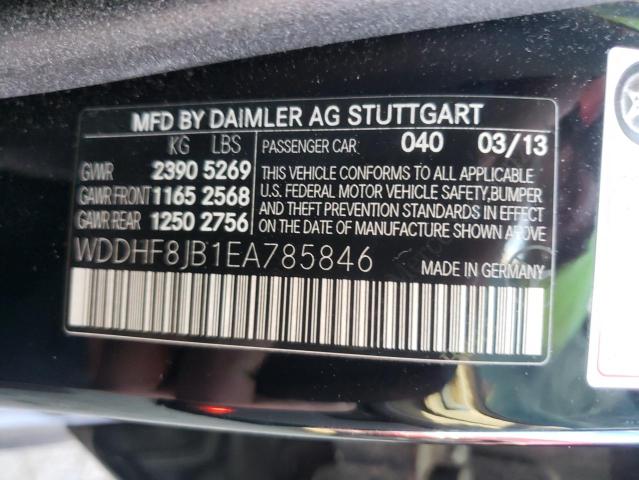 MFD BY DAIMLER AG STUTTGART
KG LBS
GVWR 2390 5269
GAWR FRONT 1165 2568
GAWR REAR 1250 2756
PASSENGER CAR 040 03/13
THIS VEHICLE CONFORMS TO ALL APPLICABLE
U.S. FEDERAL MOTOR VEHICLE SAFETY, BUMPER
AND THEFT PREVENTION STANDARDS IN EFFECT
ON THE DATE OF MANUFACTURE SHOWN ABOVE.
WDDHF8JB1EA785846
MADE IN GERMANY